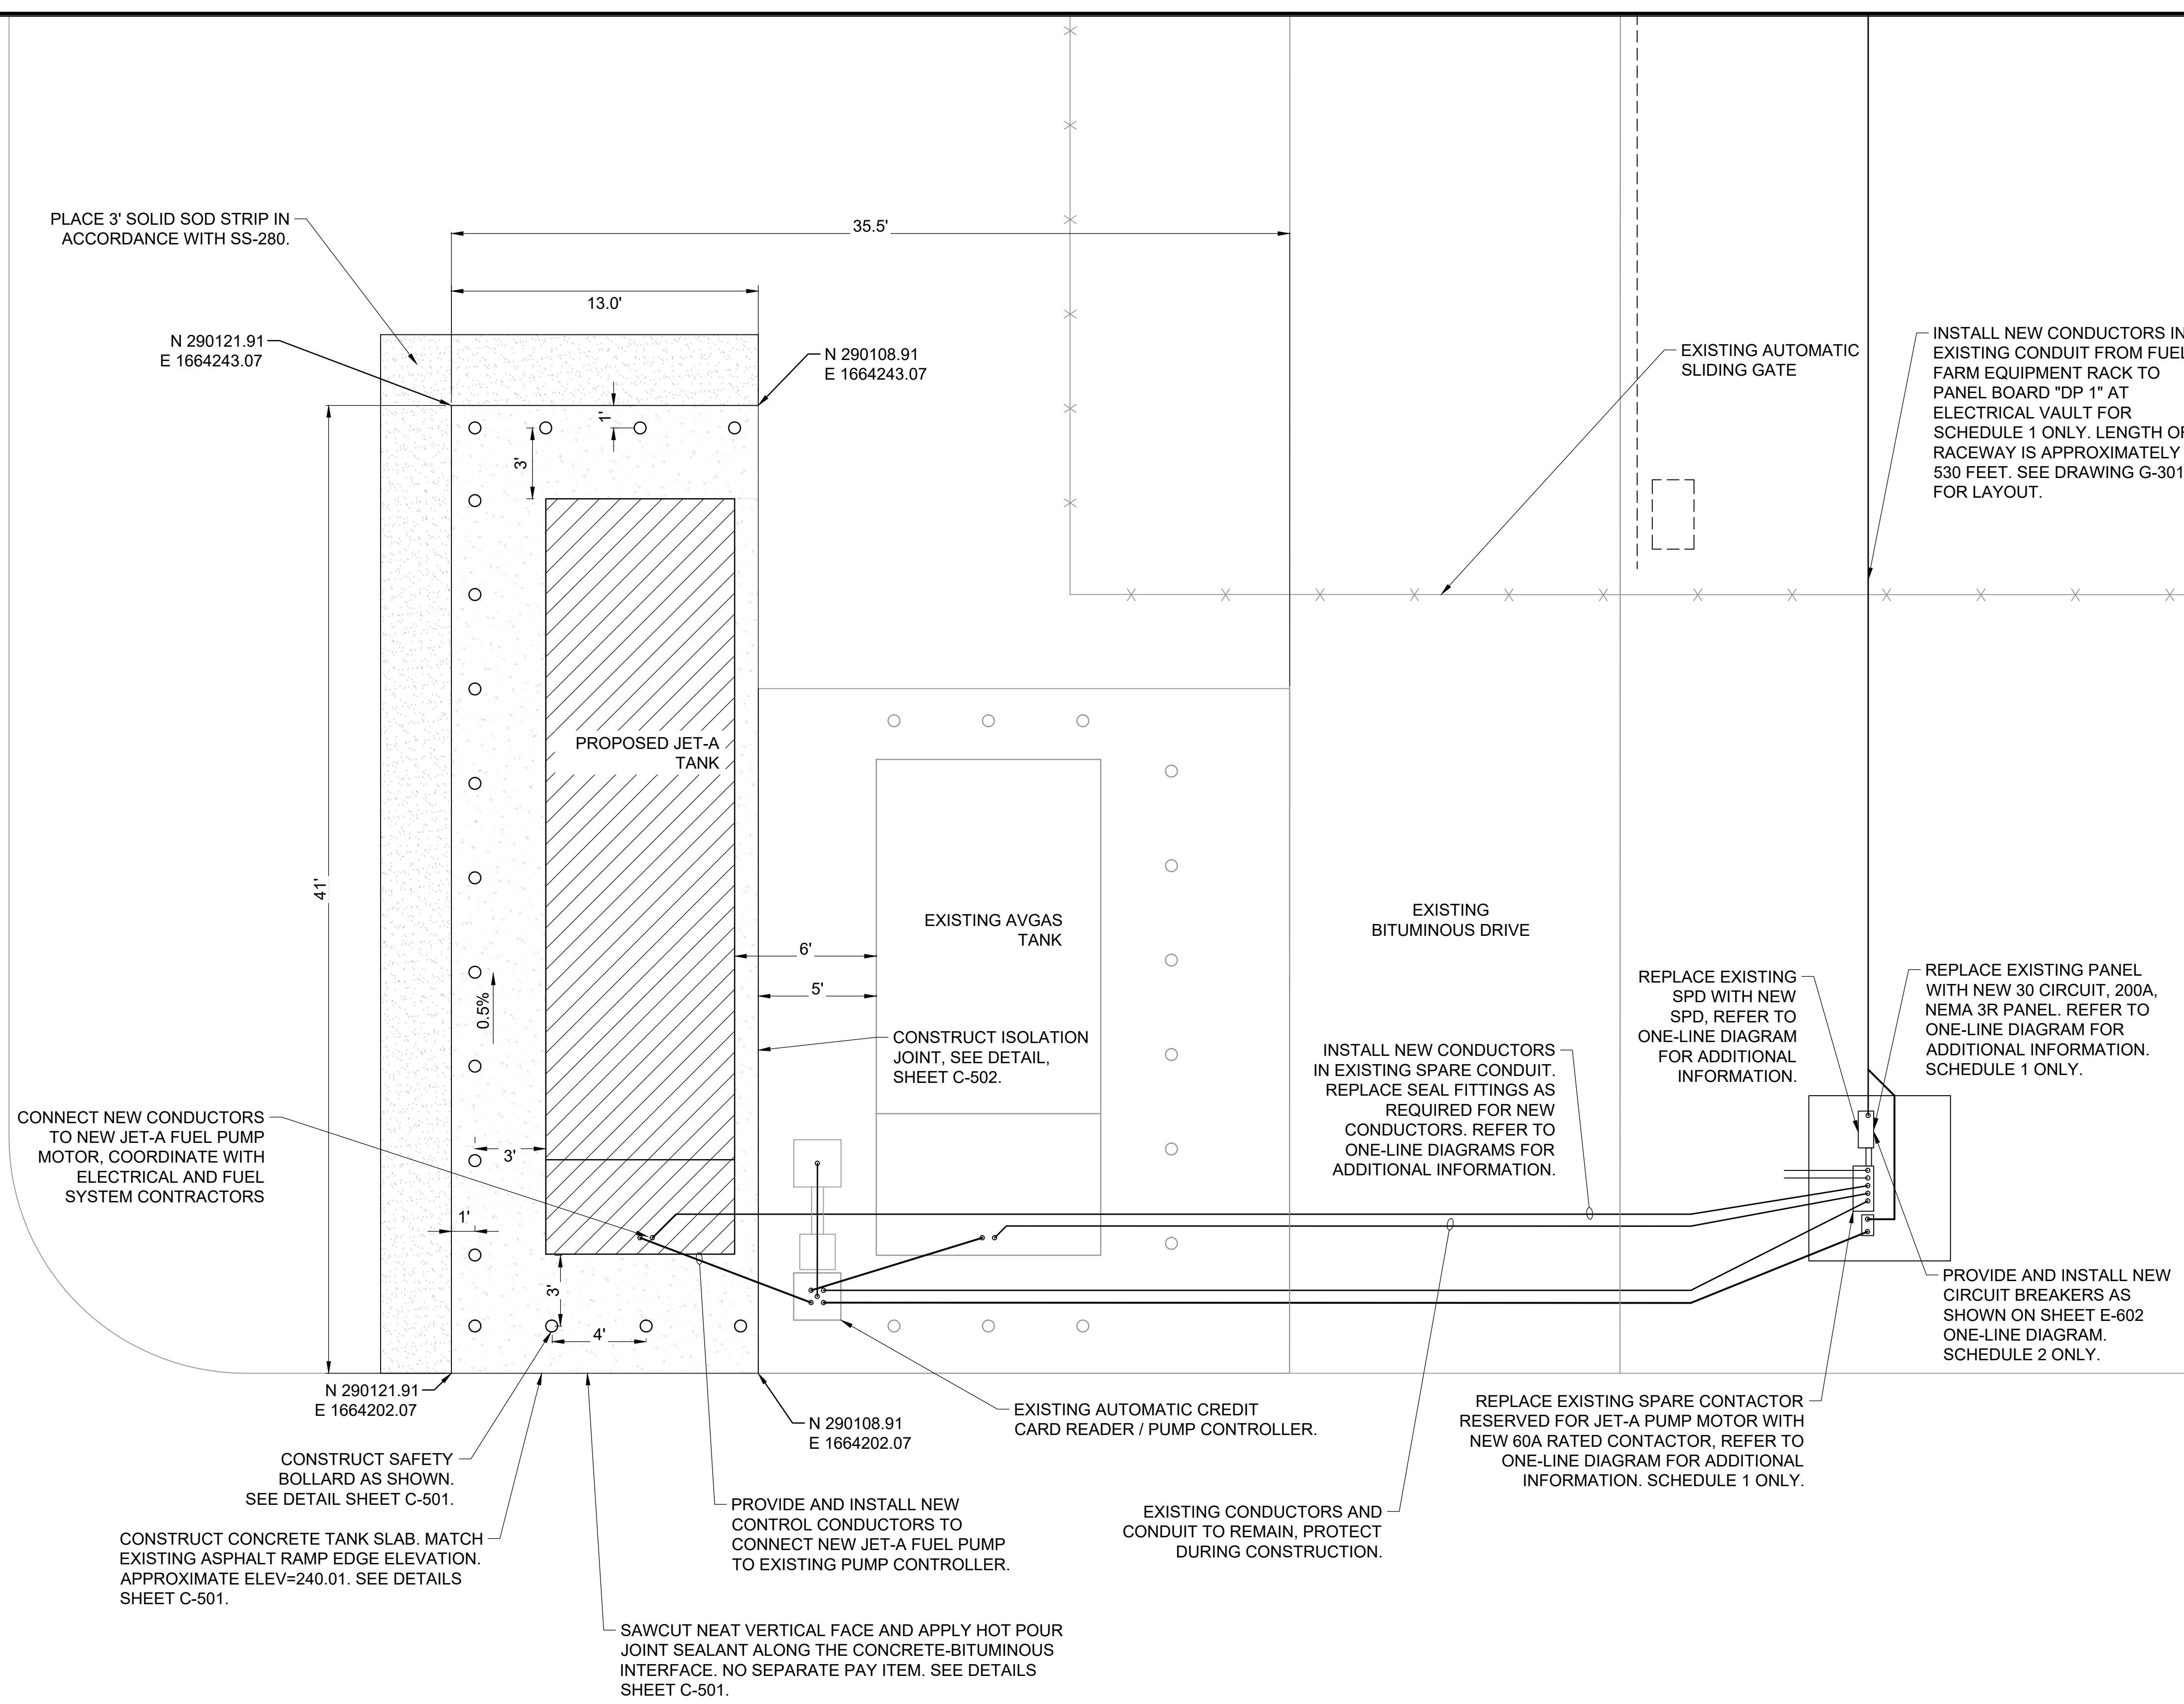 PLACE 3' SOLID SOD STRIP IN
ACCORDANCE WITH SS-280.
35.5'
13.0'
N 290121.91
E 1664243.07
N 290108.91
E 1664243.07
EXISTING AUTOMATIC
SLIDING GATE
INSTALL NEW CONDUCTORS IN
EXISTING CONDUIT FROM FUEL
FARM EQUIPMENT RACK TO
PANEL BOARD "DP 1" AT
ELECTRICAL VAULT FOR
SCHEDULE 1 ONLY. LENGTH OF
RACEWAY IS APPROXIMATELY
530 FEET. SEE DRAWING G-301
FOR LAYOUT.
1'
3'
PROPOSED JET-A
TANK
41'
EXISTING AVGAS
TANK
EXISTING
BITUMINOUS DRIVE
6'
5'
0.5%
CONSTRUCT ISOLATION
JOINT, SEE DETAIL,
SHEET C-502.
REPLACE EXISTING
SPD WITH NEW
SPD, REFER TO
ONE-LINE DIAGRAM
FOR ADDITIONAL
INFORMATION.
REPLACE EXISTING PANEL
WITH NEW 30 CIRCUIT, 200A,
NEMA 3R PANEL. REFER TO
ONE-LINE DIAGRAM FOR
ADDITIONAL INFORMATION.
SCHEDULE 1 ONLY.
INSTALL NEW CONDUCTORS
IN EXISTING SPARE CONDUIT.
REPLACE SEAL FITTINGS AS
REQUIRED FOR NEW
CONDUCTORS. REFER TO
ONE-LINE DIAGRAMS FOR
ADDITIONAL INFORMATION.
CONNECT NEW CONDUCTORS
TO NEW JET-A FUEL PUMP
MOTOR, COORDINATE WITH
ELECTRICAL AND FUEL
SYSTEM CONTRACTORS
3'
1'
3'
4'
PROVIDE AND INSTALL NEW
CIRCUIT BREAKERS AS
SHOWN ON SHEET E-602
ONE-LINE DIAGRAM.
SCHEDULE 2 ONLY.
N 290121.91
E 1664202.07
N 290108.91
E 1664202.07
EXISTING AUTOMATIC CREDIT
CARD READER / PUMP CONTROLLER.
REPLACE EXISTING SPARE CONTACTOR
RESERVED FOR JET-A PUMP MOTOR WITH
NEW 60A RATED CONTACTOR, REFER TO
ONE-LINE DIAGRAM FOR ADDITIONAL
INFORMATION. SCHEDULE 1 ONLY.
CONSTRUCT SAFETY
BOLLARD AS SHOWN.
SEE DETAIL SHEET C-501.
PROVIDE AND INSTALL NEW
CONTROL CONDUCTORS TO
CONNECT NEW JET-A FUEL PUMP
TO EXISTING PUMP CONTROLLER.
EXISTING CONDUCTORS AND
CONDUIT TO REMAIN, PROTECT
DURING CONSTRUCTION.
CONSTRUCT CONCRETE TANK SLAB. MATCH
EXISTING ASPHALT RAMP EDGE ELEVATION.
APPROXIMATE ELEV=240.01. SEE DETAILS
SHEET C-501.
SAWCUT NEAT VERTICAL FACE AND APPLY HOT POUR
JOINT SEALANT ALONG THE CONCRETE-BITUMINOUS
INTERFACE. NO SEPARATE PAY ITEM. SEE DETAILS
SHEET C-501.